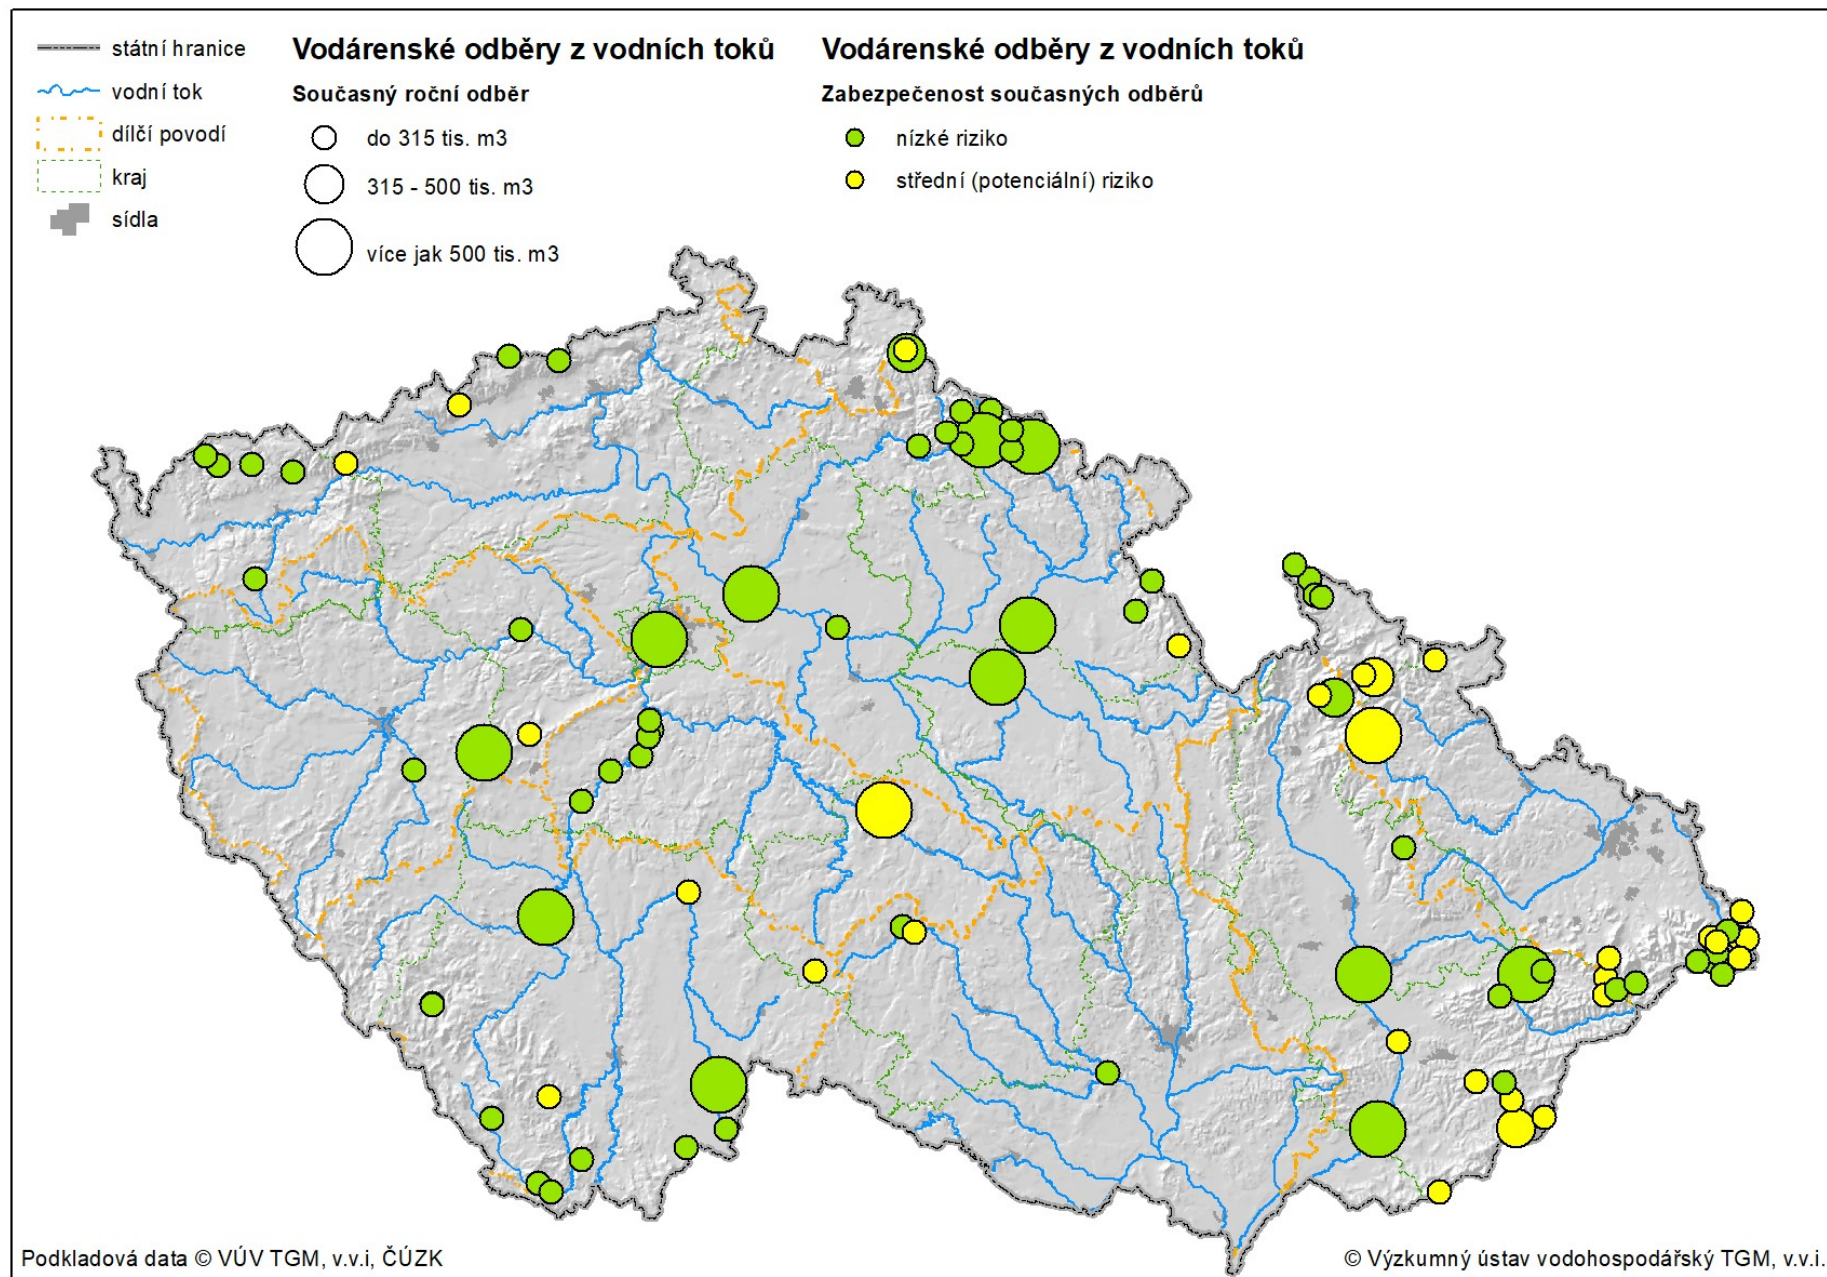 státní hranice
vodní tok
dílčí povodí
kraj
sídla
Vodárenské odběry z vodních toků
Současný roční odběr
do 315 tis. m3
315 - 500 tis. m3
více jak 500 tis. m3
Vodárenské odběry z vodních toků
Zabezpečenost současných odběrů
nízké riziko
střední (potenciální) riziko
Podkladová data © VÚV TGM, v.v.i, ČÚZK
© Výzkumný ústav vodohospodářský TGM, v.v.i.